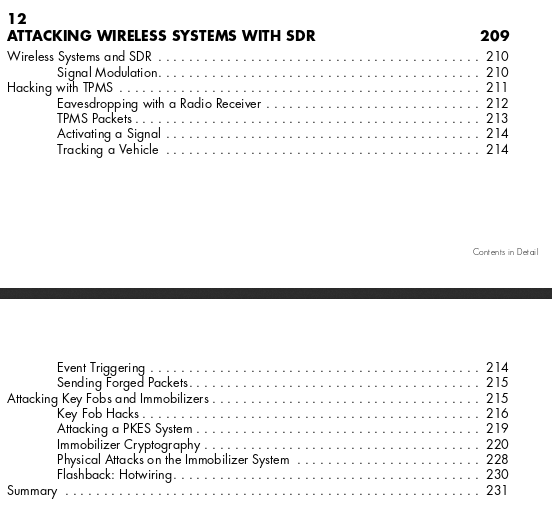 12
ATTACKING WIRELESS SYSTEMS WITH SDR 209
Wireless Systems and SDR . . . . . . . . . . . . . . . . . . . . . . . . . . . . . . . . . . . . . . . . . 210
Signal Modulation. . . . . . . . . . . . . . . . . . . . . . . . . . . . . . . . . . . . . . . . . 210
Hacking with TPMS . . . . . . . . . . . . . . . . . . . . . . . . . . . . . . . . . . . . . . . . . . . . . . 211
Eavesdropping with a Radio Receiver . . . . . . . . . . . . . . . . . . . . . . . . . . . 212
TPMS Packets . . . . . . . . . . . . . . . . . . . . . . . . . . . . . . . . . . . . . . . . . . . . 213
Activating a Signal . . . . . . . . . . . . . . . . . . . . . . . . . . . . . . . . . . . . . . . . 214
Tracking a Vehicle . . . . . . . . . . . . . . . . . . . . . . . . . . . . . . . . . . . . . . . . 214
Contents in Detail
Event Triggering . . . . . . . . . . . . . . . . . . . . . . . . . . . . . . . . . . . . . . . . . . 214
Sending Forged Packets. . . . . . . . . . . . . . . . . . . . . . . . . . . . . . . . . . . . . 215
Attacking Key Fobs and Immobilizers . . . . . . . . . . . . . . . . . . . . . . . . . . . . . . . . . . 215
Key Fob Hacks . . . . . . . . . . . . . . . . . . . . . . . . . . . . . . . . . . . . . . . . . . . 216
Attacking a PKES System . . . . . . . . . . . . . . . . . . . . . . . . . . . . . . . . . . . . 219
Immobilizer Cryptography . . . . . . . . . . . . . . . . . . . . . . . . . . . . . . . . . . . 220
Physical Attacks on the Immobilizer System . . . . . . . . . . . . . . . . . . . . . . . 228
Flashback: Hotwiring. . . . . . . . . . . . . . . . . . . . . . . . . . . . . . . . . . . . . . . 230
Summary . . . . . . . . . . . . . . . . . . . . . . . . . . . . . . . . . . . . . . . . . . . . . . . . . . . . . 231